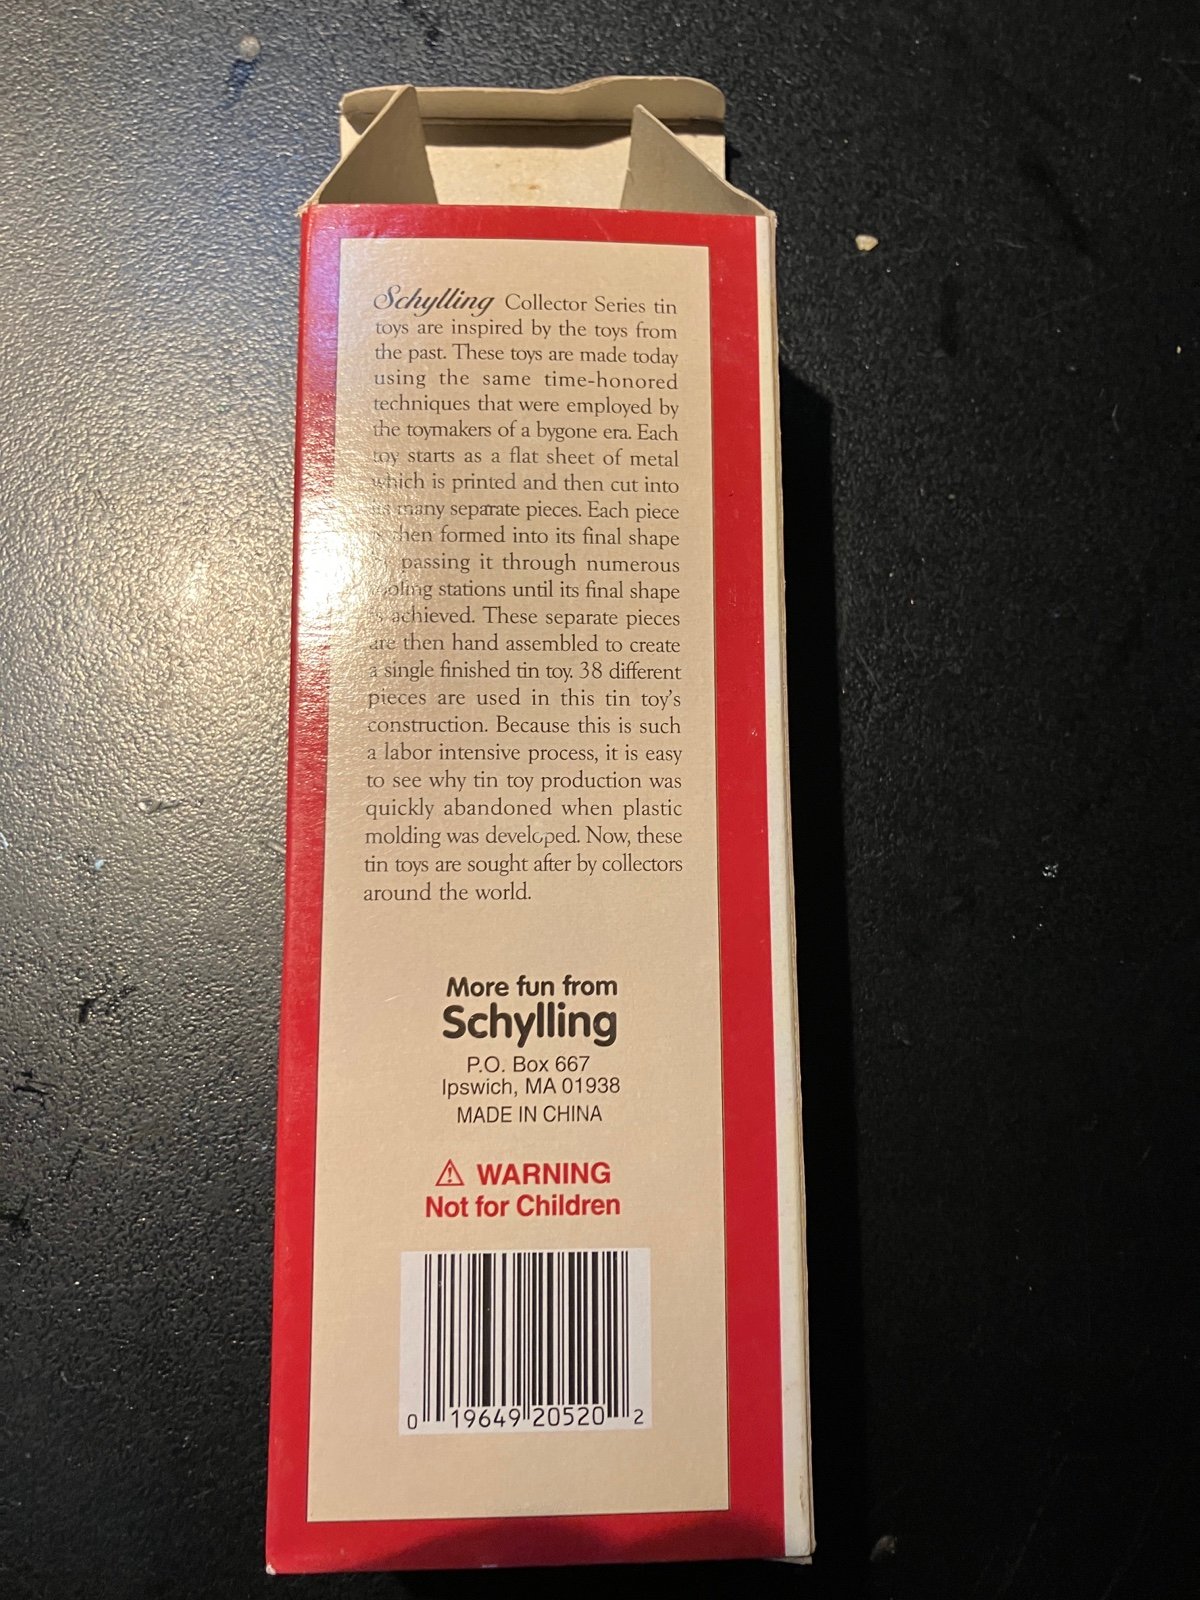 Schylling Collector Series tin
toys are inspired by the toys from
the past. These toys are made today
using the same time-honored
techniques that were employed by
the toymakers of a bygone era. Each
toy starts as a flat sheet of metal
which is printed and then cut into
many separate pieces. Each piece
then formed into its final shape
passing it through numerous
tooling stations until its final shape
is achieved. These separate pieces
are then hand assembled to create
a single finished tin toy. 38 different
pieces are used in this tin toy's
construction. Because this is such
a labor intensive process, it is easy
to see why tin toy production was
quickly abandoned when plastic
molding was developed. Now, these
tin toys are sought after by collectors
around the world.
More fun from
Schylling
P.O. Box 667
Ipswich, MA 01938
MADE IN CHINA
⚠ WARNING
Not for Children
0 19649 20520 2